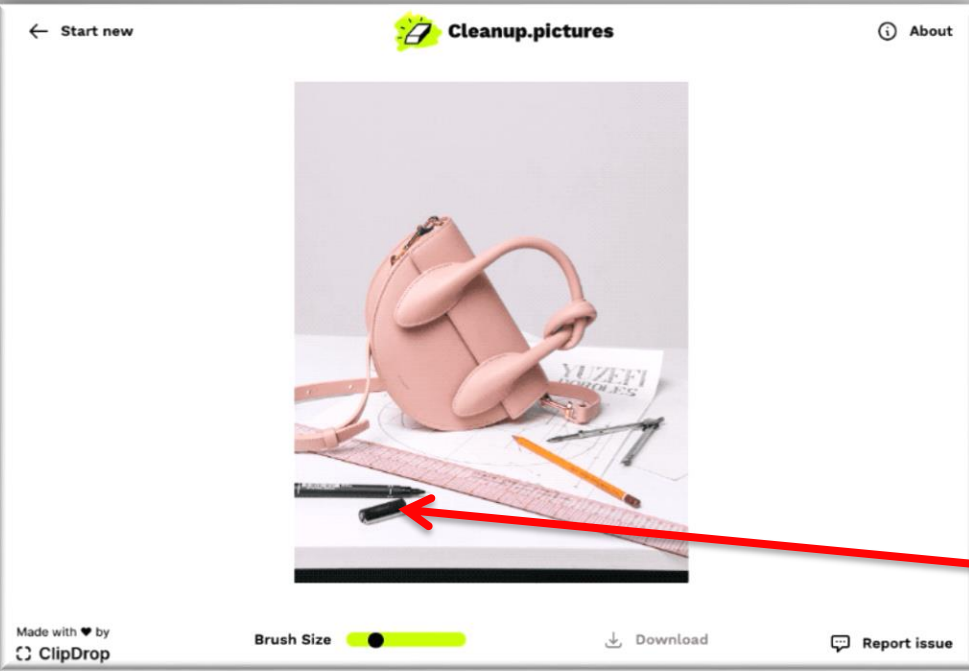 Start new
Cleanup.pictures
About
YUZEFI
Made with ♥ by
ClipDrop
Brush Size
Download
Report issue